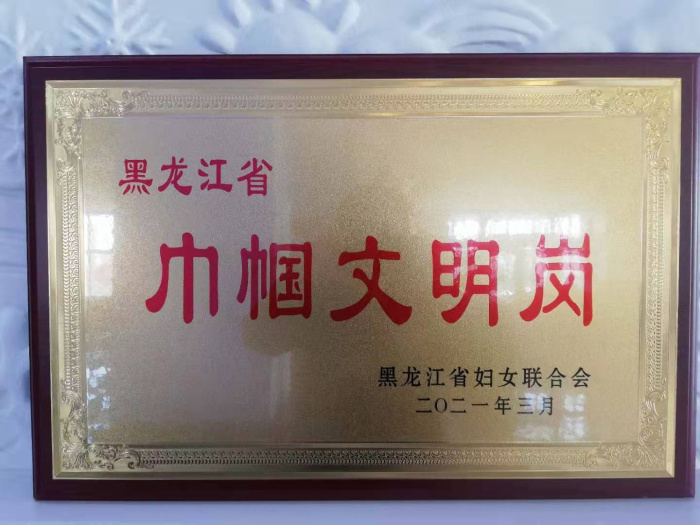 黑龙江省
巾帼文明岗
黑龙江省妇女联合会
二〇二一年三月